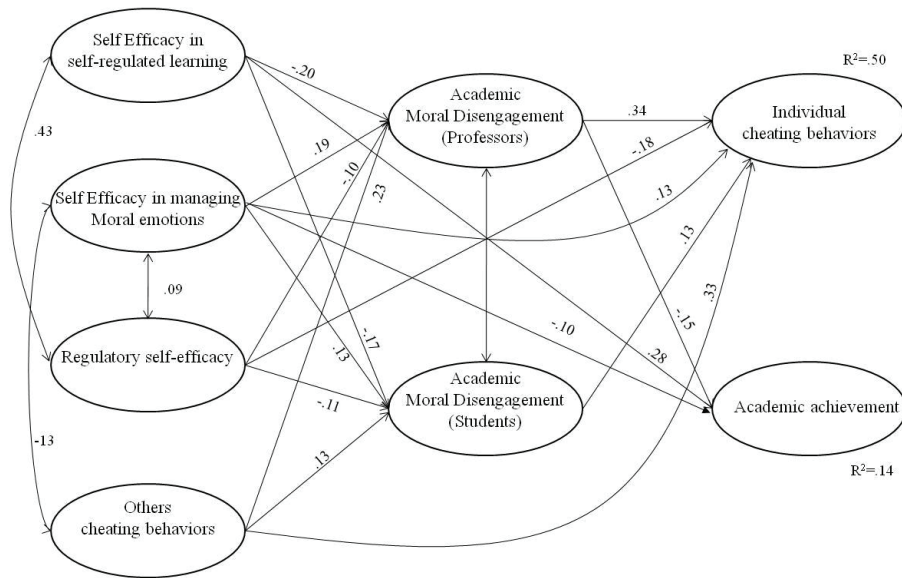 Self Efficacy in
self-regulated learning
Self Efficacy in managing
Moral emotions
Regulatory self-efficacy
Others
cheating behaviors
.43
.09
-13
-.20
.19
-.10
.23
-.17
.13
-.11
.13
Academic
Moral Disengagement
(Professors)
Academic
Moral Disengagement
(Students)
.34
-.18
.13
.13
.33
-.15
-.10
.28
R²=.50
Individual
cheating behaviors
Academic achievement
R²=.14